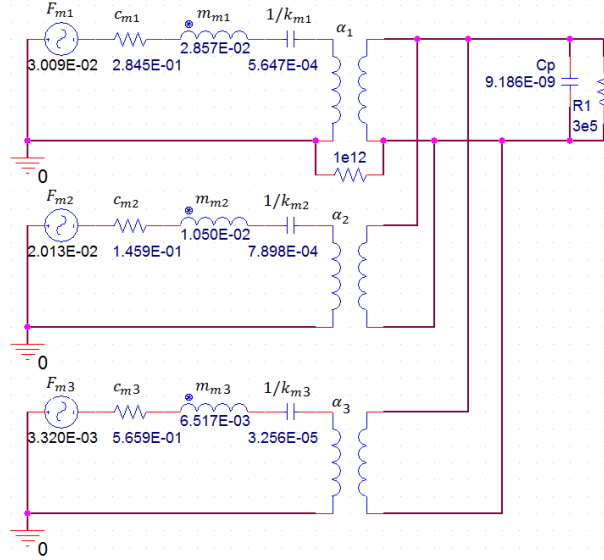 F_m1 c_m1 m_m1 1/k_m1 α_1
3.009E-02 2.845E-01 2.857E-02 5.647E-04
Cp
9.186E-09
R1
3e5
1e12
0
F_m2 c_m2 m_m2 1/k_m2 α_2
2.013E-02 1.459E-01 1.050E-02 7.898E-04
0
F_m3 c_m3 m_m3 1/k_m3 α_3
3.320E-03 5.659E-01 6.517E-03 3.256E-05
0